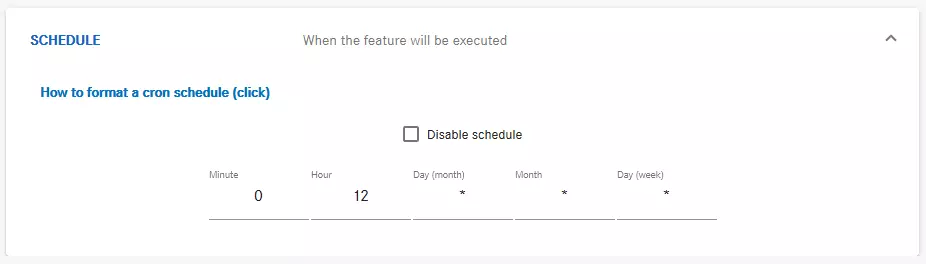 SCHEDULE When the feature will be executed
How to format a cron schedule (click)
Disable schedule
Minute Hour Day (month) Month Day (week)
0 12 * * *